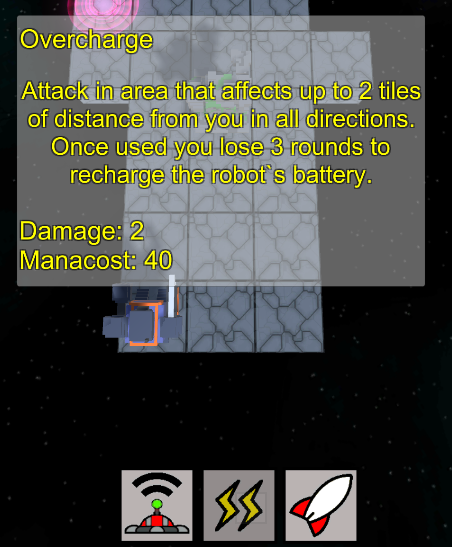 Overcharge
Attack in area that affects up to 2 tiles
of distance from you in all directions.
Once used you lose 3 rounds to
recharge the robot`s battery.
Damage: 2
Manacost: 40